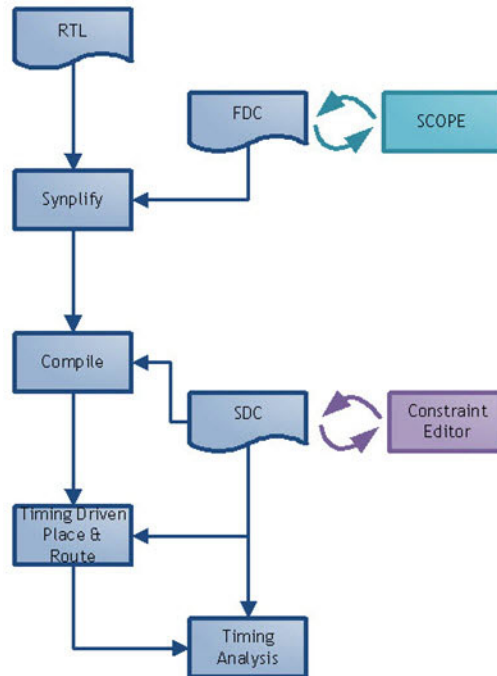 RTL
FDC
SCOPE
Synplify
Compile
SDC
Constraint
Editor
Timing Driven
Place &
Route
Timing
Analysis